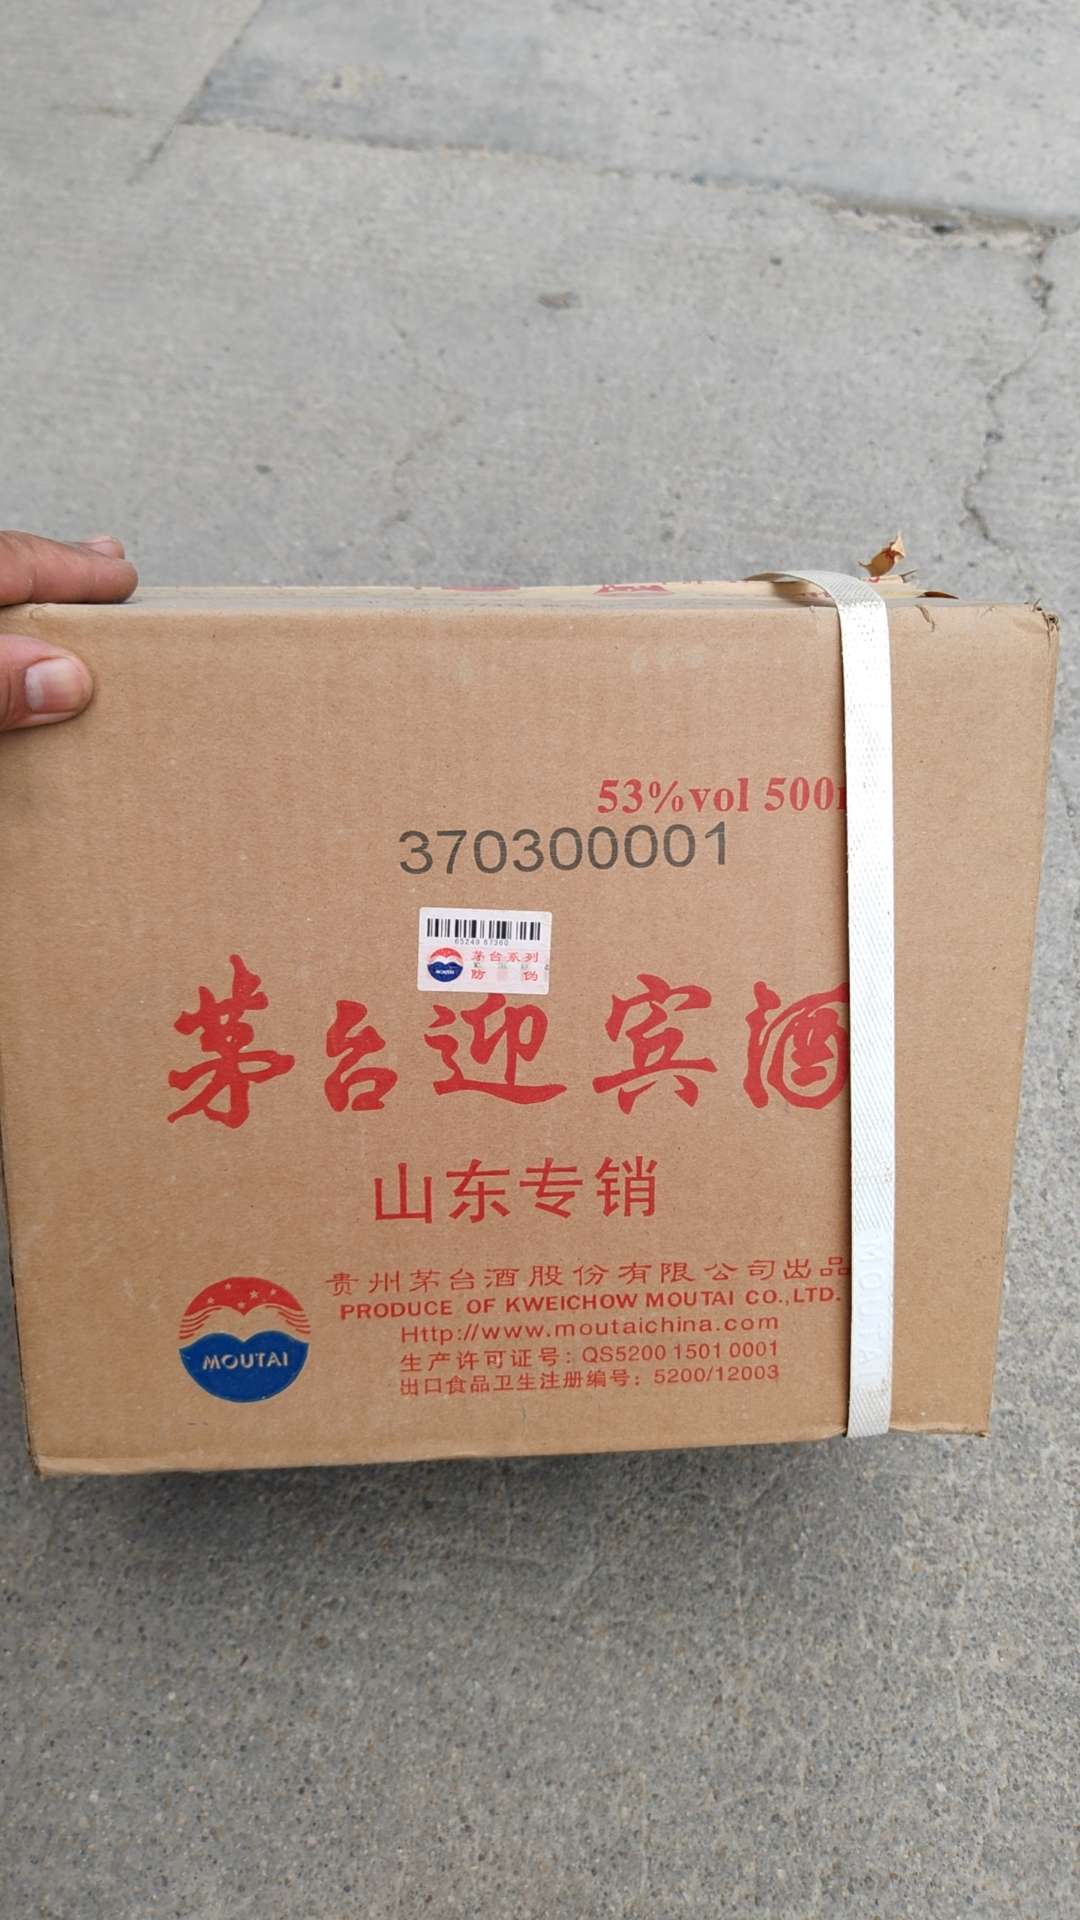 53%vol 500
370300001
65249 67360
茅台系列
防 伪
茅台迎宾酒
山东专销
贵州茅台酒股份有限公司出品
PRODUCE OF KWEICHOW MOUTAI CO.,LTD.
Http://www.moutaichina.com
生产许可证号: QS5200 1501 0001
出口食品卫生注册编号: 5200/12003
MOUTAI
MOUTAI